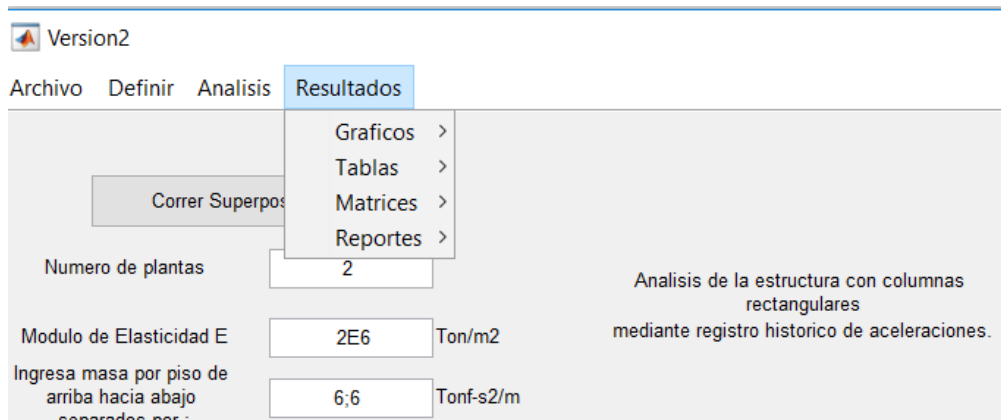 Version2
Archivo Definir Analisis Resultados
Graficos >
Tablas >
Matrices >
Reportes >
Correr Superpos
Numero de plantas 2
Modulo de Elasticidad E 2E6 Ton/m2
Ingresa masa por piso de
arriba hacia abajo 6;6 Tonf-s2/m
separados por ;
Analisis de la estructura con columnas
rectangulares
mediante registro historico de aceleraciones.